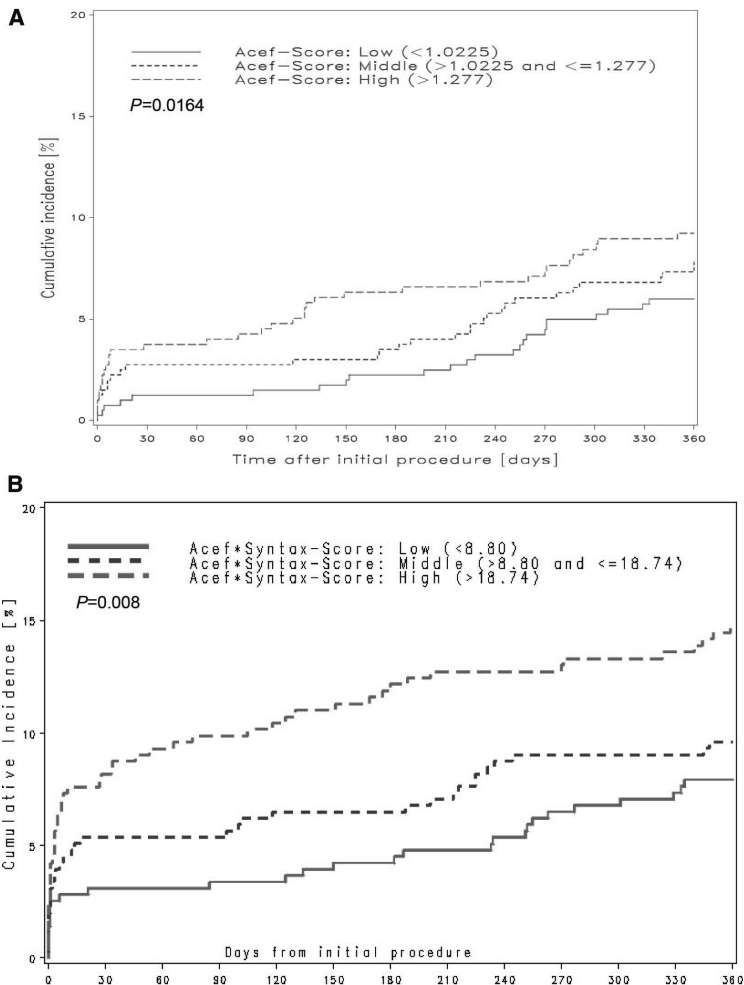 A
20
Acef-Score: Low (<1.0225)
Acef-Score: Middle (>1.0225 and <=1.277)
Acef-Score: High (>1.277)
P=0.0164
15
10
5
0
Cumulative incidence [%]
0 30 60 90 120 150 180 210 240 270 300 330 360
Time after initial procedure [days]
B
20
Acef*Syntax-Score: Low (<8.80)
Acef*Syntax-Score: Middle (>8.80 and <=18.74)
Acef*Syntax-Score: High (>18.74)
P=0.008
15
10
5
0
Cumulative Incidence [%]
Days from initial procedure
0 30 60 90 120 150 180 210 240 270 300 330 360